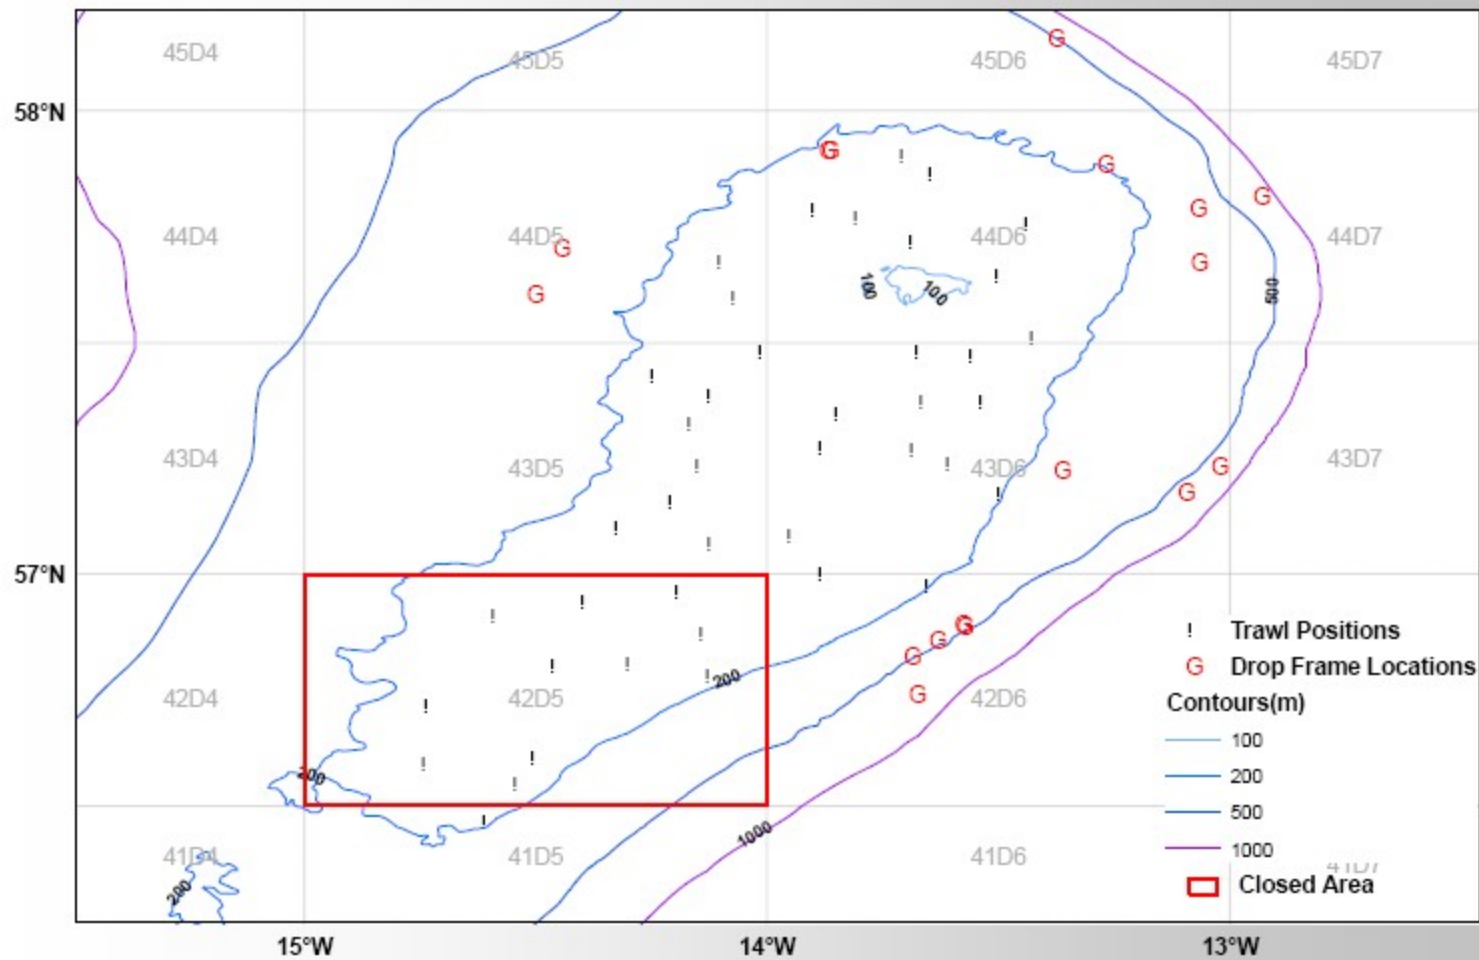 45D4
45D5
45D6
45D7
58°N
44D4
44D5
44D6
44D7
100
100
500
43D4
43D5
43D6
43D7
57°N
42D4
42D5
42D6
200
200
200
1000
41D4
41D5
41D6
41D7
! Trawl Positions
G Drop Frame Locations
Contours(m)
100
200
500
1000
Closed Area
15°W
14°W
13°W